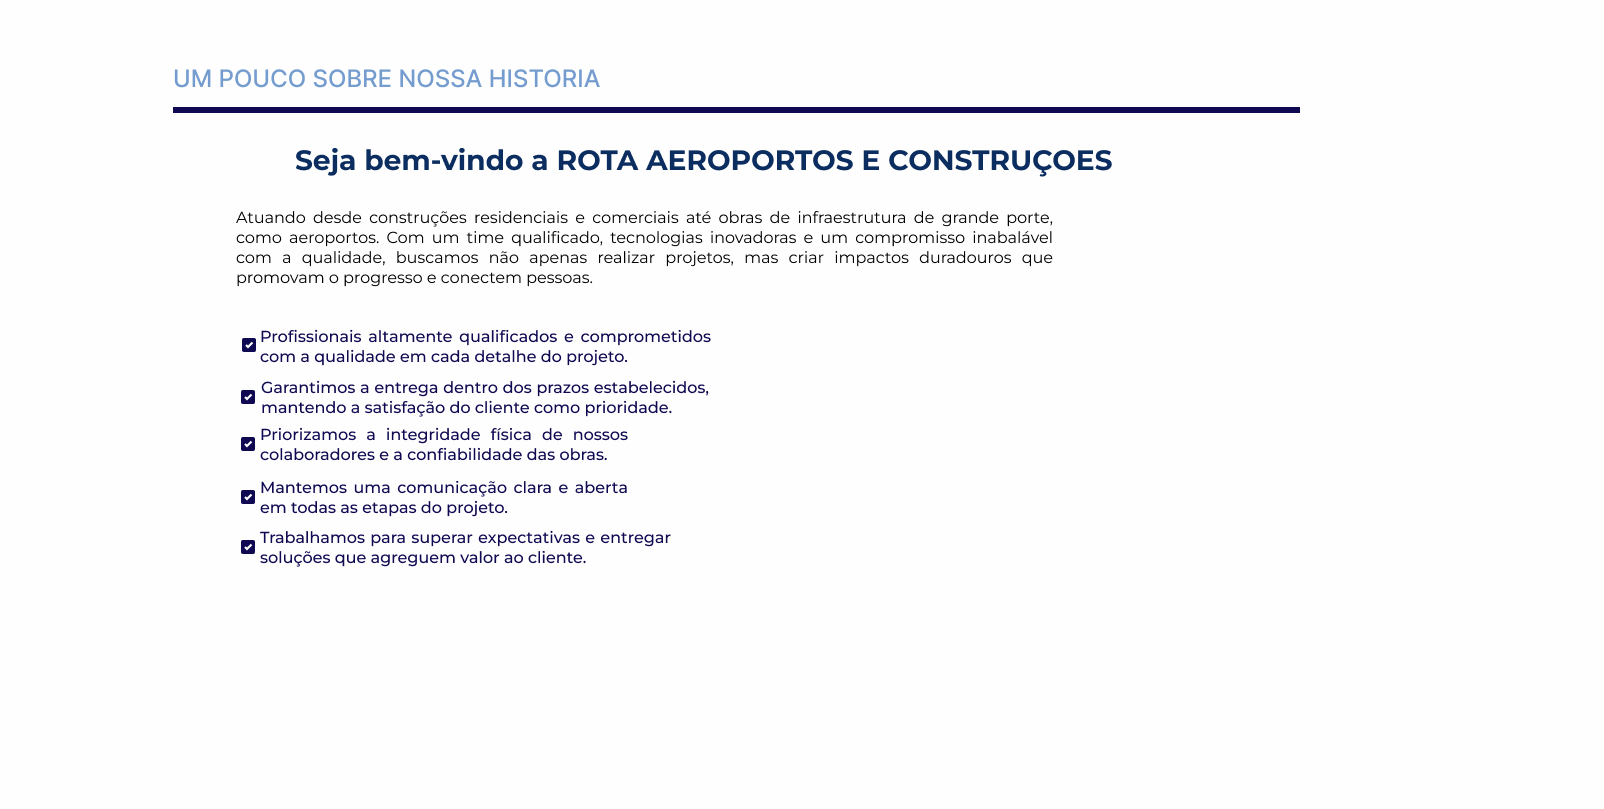 UM POUCO SOBRE NOSSA HISTORIA
Seja bem-vindo a ROTA AEROPORTOS E CONSTRUÇOES
Atuando desde construções residenciais e comerciais até obras de infraestrutura de grande porte,
como aeroportos. Com um time qualificado, tecnologias inovadoras e um compromisso inabalável
com a qualidade, buscamos não apenas realizar projetos, mas criar impactos duradouros que
promovam o progresso e conectem pessoas.
Profissionais altamente qualificados e comprometidos
com a qualidade em cada detalhe do projeto.
Garantimos a entrega dentro dos prazos estabelecidos,
mantendo a satisfação do cliente como prioridade.
Priorizamos a integridade física de nossos
colaboradores e a confiabilidade das obras.
Mantemos uma comunicação clara e aberta
em todas as etapas do projeto.
Trabalhamos para superar expectativas e entregar
soluções que agreguem valor ao cliente.